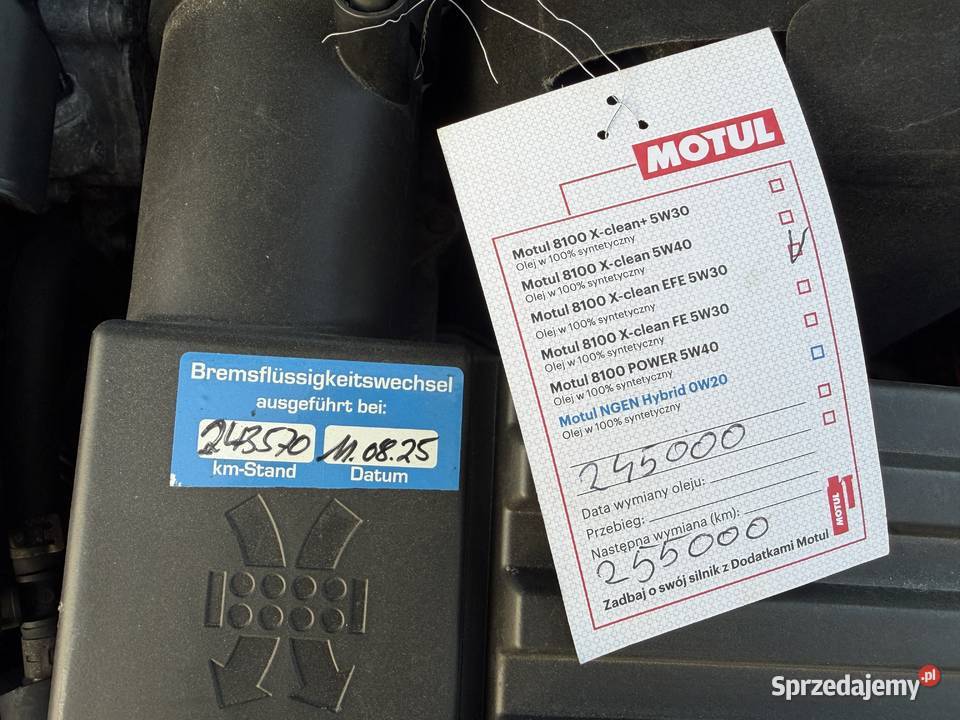 Bremsflüssigkeitswechsel
ausgeführt bei:
243570 11.08.25
km-Stand Datum
MOTUL
Motul 8100 X-clean+ 5W30
Olej w 100% syntetyczny
Motul 8100 X-clean 5W40
Olej w 100% syntetyczny
Motul 8100 X-clean EFE 5W30
Olej w 100% syntetyczny
Motul 8100 X-clean FE 5W30
Olej w 100% syntetyczny
Motul 8100 POWER 5W40
Olej w 100% syntetyczny
Motul NGEN Hybrid 0W20
Olej w 100% syntetyczny
245000
Data wymiany oleju:
Przebieg:
Następna wymiana (km):
255000
Zadbaj o swój silnik z Dodatkami Motul
MOTUL
Sprzedajemy.pl